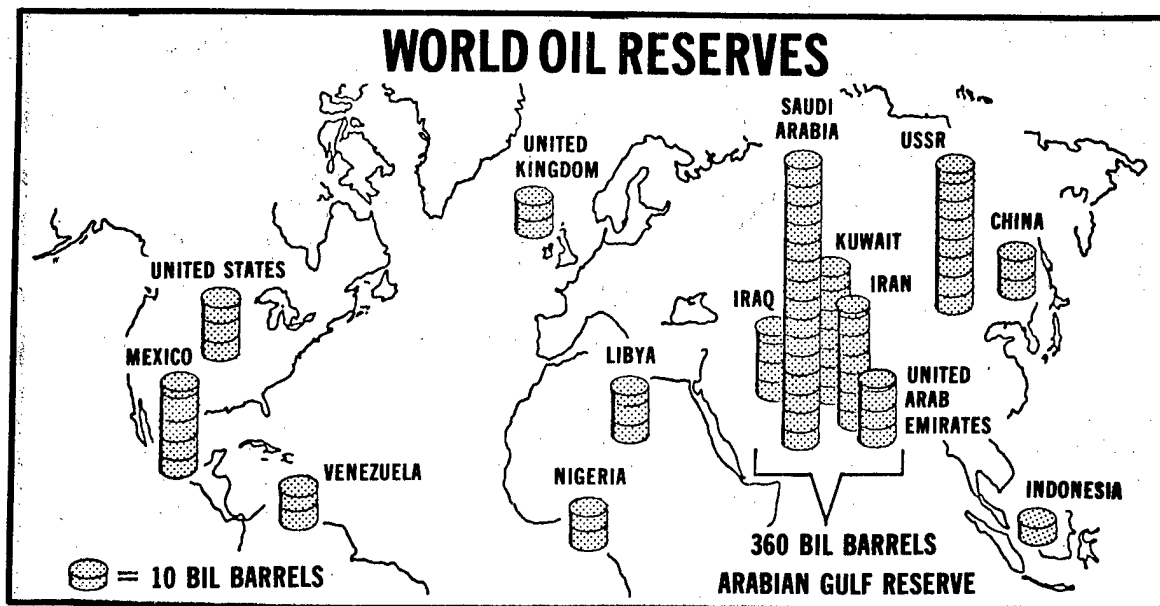 WORLD OIL RESERVES
SAUDI
ARABIA
USSR
UNITED
KINGDOM
CHINA
KUWAIT
UNITED STATES
IRAN
IRAQ
MEXICO
LIBYA
UNITED
ARAB
EMIRATES
VENEZUELA
NIGERIA
INDONESIA
360 BIL BARRELS
ARABIAN GULF RESERVE
= 10 BIL BARRELS